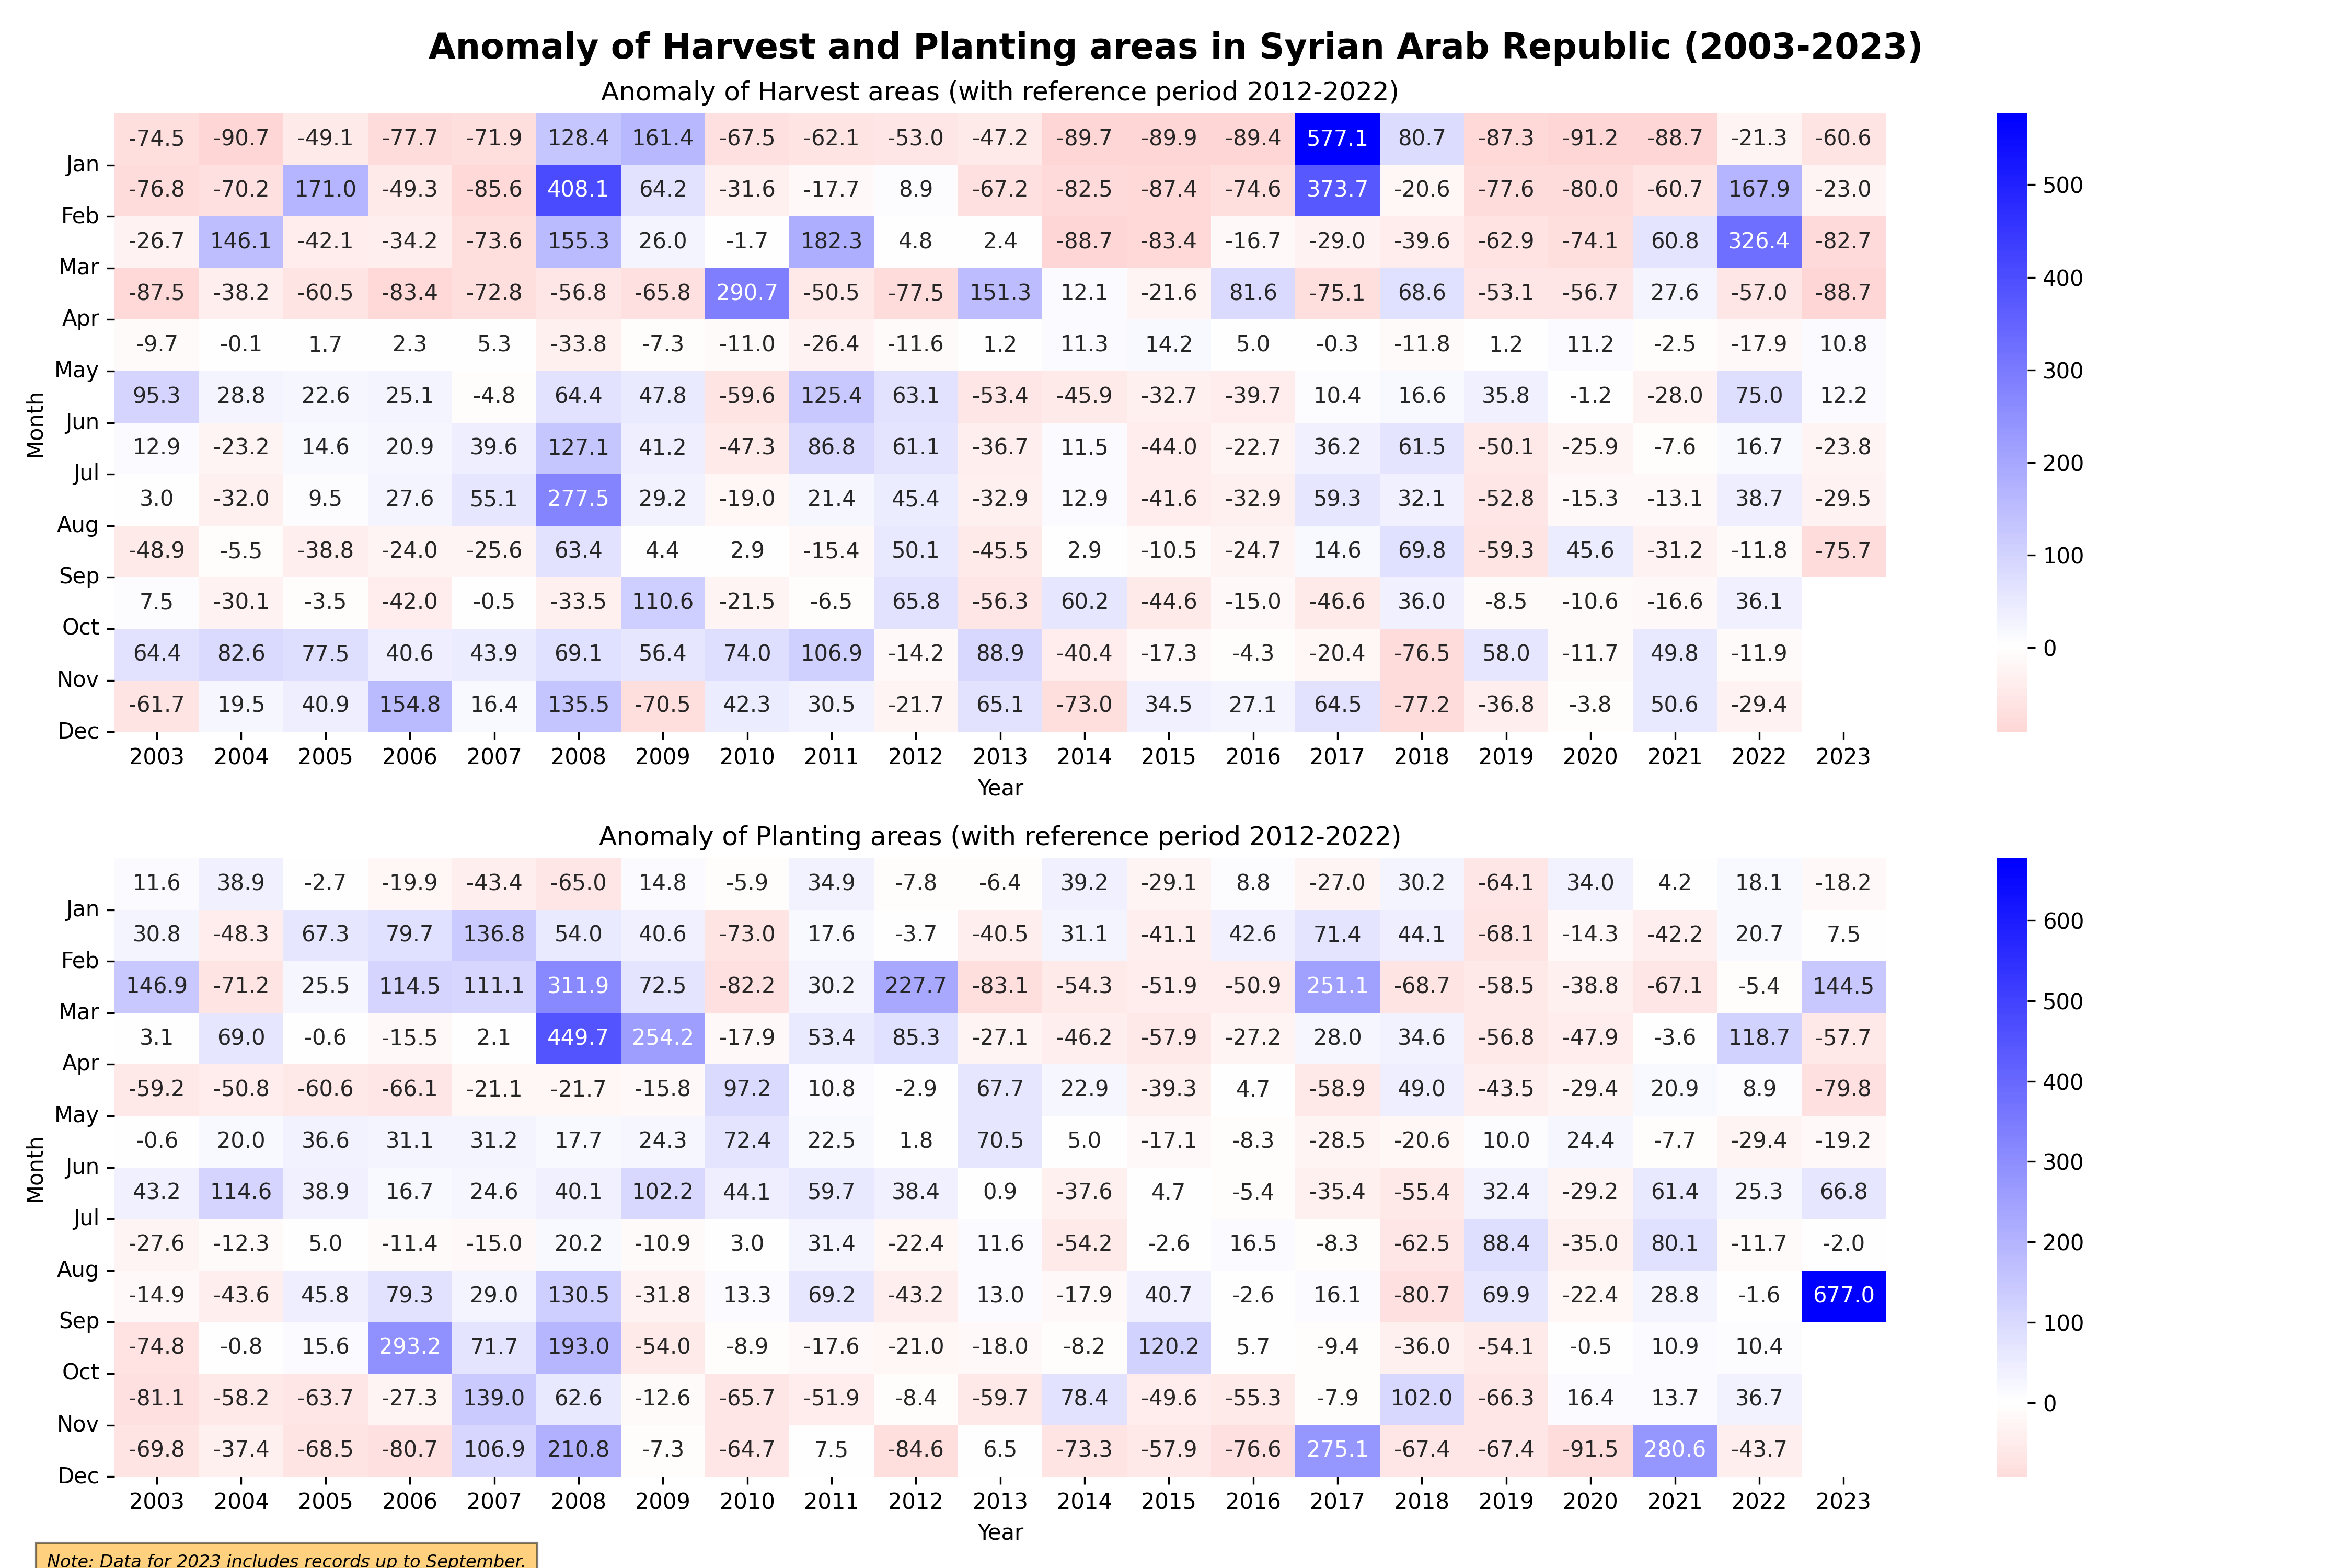 Anomaly of Harvest and Planting areas in Syrian Arab Republic (2003-2023)
Anomaly of Harvest areas (with reference period 2012-2022)
-74.5 -90.7 -49.1 -77.7 -71.9 128.4 161.4 -67.5 -62.1 -53.0 -47.2 -89.7 -89.9 -89.4 577.1 80.7 -87.3 -91.2 -88.7 -21.3 -60.6
Jan
-76.8 -70.2 171.0 -49.3 -85.6 408.1 64.2 -31.6 -17.7 8.9 -67.2 -82.5 -87.4 -74.6 373.7 -20.6 -77.6 -80.0 -60.7 167.9 -23.0
500
Feb
-26.7 146.1 -42.1 -34.2 -73.6 155.3 26.0 -1.7 182.3 4.8 2.4 -88.7 -83.4 -16.7 -29.0 -39.6 -62.9 -74.1 60.8 326.4 -82.7
Mar
400
-87.5 -38.2 -60.5 -83.4 -72.8 -56.8 -65.8 290.7 -50.5 -77.5 151.3 12.1 -21.6 81.6 -75.1 68.6 -53.1 -56.7 27.6 -57.0 -88.7
Apr
-9.7 -0.1 1.7 2.3 5.3 -33.8 -7.3 -11.0 -26.4 -11.6 1.2 11.3 14.2 5.0 -0.3 -11.8 1.2 11.2 -2.5 -17.9 10.8
May
300
95.3 28.8 22.6 25.1 -4.8 64.4 47.8 -59.6 125.4 63.1 -53.4 -45.9 -32.7 -39.7 10.4 16.6 35.8 -1.2 -28.0 75.0 12.2
Month
Jun
12.9 -23.2 14.6 20.9 39.6 127.1 41.2 -47.3 86.8 61.1 -36.7 11.5 -44.0 -22.7 36.2 61.5 -50.1 -25.9 -7.6 16.7 -23.8
200
Jul
3.0 -32.0 9.5 27.6 55.1 277.5 29.2 -19.0 21.4 45.4 -32.9 12.9 -41.6 -32.9 59.3 32.1 -52.8 -15.3 -13.1 38.7 -29.5
Aug
-48.9 -5.5 -38.8 -24.0 -25.6 63.4 4.4 2.9 -15.4 50.1 -45.5 2.9 -10.5 -24.7 14.6 69.8 -59.3 45.6 -31.2 -11.8 -75.7
100
Sep
7.5 -30.1 -3.5 -42.0 -0.5 -33.5 110.6 -21.5 -6.5 65.8 -56.3 60.2 -44.6 -15.0 -46.6 36.0 -8.5 -10.6 -16.6 36.1
Oct
64.4 82.6 77.5 40.6 43.9 69.1 56.4 74.0 106.9 -14.2 88.9 -40.4 -17.3 -4.3 -20.4 -76.5 58.0 -11.7 49.8 -11.9
0
Nov
-61.7 19.5 40.9 154.8 16.4 135.5 -70.5 42.3 30.5 -21.7 65.1 -73.0 34.5 27.1 64.5 -77.2 -36.8 -3.8 50.6 -29.4
Dec
2003 2004 2005 2006 2007 2008 2009 2010 2011 2012 2013 2014 2015 2016 2017 2018 2019 2020 2021 2022 2023
Year
Anomaly of Planting areas (with reference period 2012-2022)
11.6 38.9 -2.7 -19.9 -43.4 -65.0 14.8 -5.9 34.9 -7.8 -6.4 39.2 -29.1 8.8 -27.0 30.2 -64.1 34.0 4.2 18.1 -18.2
Jan
30.8 -48.3 67.3 79.7 136.8 54.0 40.6 -73.0 17.6 -3.7 -40.5 31.1 -41.1 42.6 71.4 44.1 -68.1 -14.3 -42.2 20.7 7.5
600
Feb
146.9 -71.2 25.5 114.5 111.1 311.9 72.5 -82.2 30.2 227.7 -83.1 -54.3 -51.9 -50.9 251.1 -68.7 -58.5 -38.8 -67.1 -5.4 144.5
500
Mar
3.1 69.0 -0.6 -15.5 2.1 449.7 254.2 -17.9 53.4 85.3 -27.1 -46.2 -57.9 -27.2 28.0 34.6 -56.8 -47.9 -3.6 118.7 -57.7
Apr
400
-59.2 -50.8 -60.6 -66.1 -21.1 -21.7 -15.8 97.2 10.8 -2.9 67.7 22.9 -39.3 4.7 -58.9 49.0 -43.5 -29.4 20.9 8.9 -79.8
May
-0.6 20.0 36.6 31.1 31.2 17.7 24.3 72.4 22.5 1.8 70.5 5.0 -17.1 -8.3 -28.5 -20.6 10.0 24.4 -7.7 -29.4 -19.2
300
Month
Jun
43.2 114.6 38.9 16.7 24.6 40.1 102.2 44.1 59.7 38.4 0.9 -37.6 4.7 -5.4 -35.4 -55.4 32.4 -29.2 61.4 25.3 66.8
Jul
200
-27.6 -12.3 5.0 -11.4 -15.0 20.2 -10.9 3.0 31.4 -22.4 11.6 -54.2 -2.6 16.5 -8.3 -62.5 88.4 -35.0 80.1 -11.7 -2.0
Aug
-14.9 -43.6 45.8 79.3 29.0 130.5 -31.8 13.3 69.2 -43.2 13.0 -17.9 40.7 -2.6 16.1 -80.7 69.9 -22.4 28.8 -1.6 677.0
Sep
100
-74.8 -0.8 15.6 293.2 71.7 193.0 -54.0 -8.9 -17.6 -21.0 -18.0 -8.2 120.2 5.7 -9.4 -36.0 -54.1 -0.5 10.9 10.4
Oct
-81.1 -58.2 -63.7 -27.3 139.0 62.6 -12.6 -65.7 -51.9 -8.4 -59.7 78.4 -49.6 -55.3 -7.9 102.0 -66.3 16.4 13.7 36.7
0
Nov
-69.8 -37.4 -68.5 -80.7 106.9 210.8 -7.3 -64.7 7.5 -84.6 6.5 -73.3 -57.9 -76.6 275.1 -67.4 -67.4 -91.5 280.6 -43.7
Dec
2003 2004 2005 2006 2007 2008 2009 2010 2011 2012 2013 2014 2015 2016 2017 2018 2019 2020 2021 2022 2023
Year
Note: Data for 2023 includes records up to September.